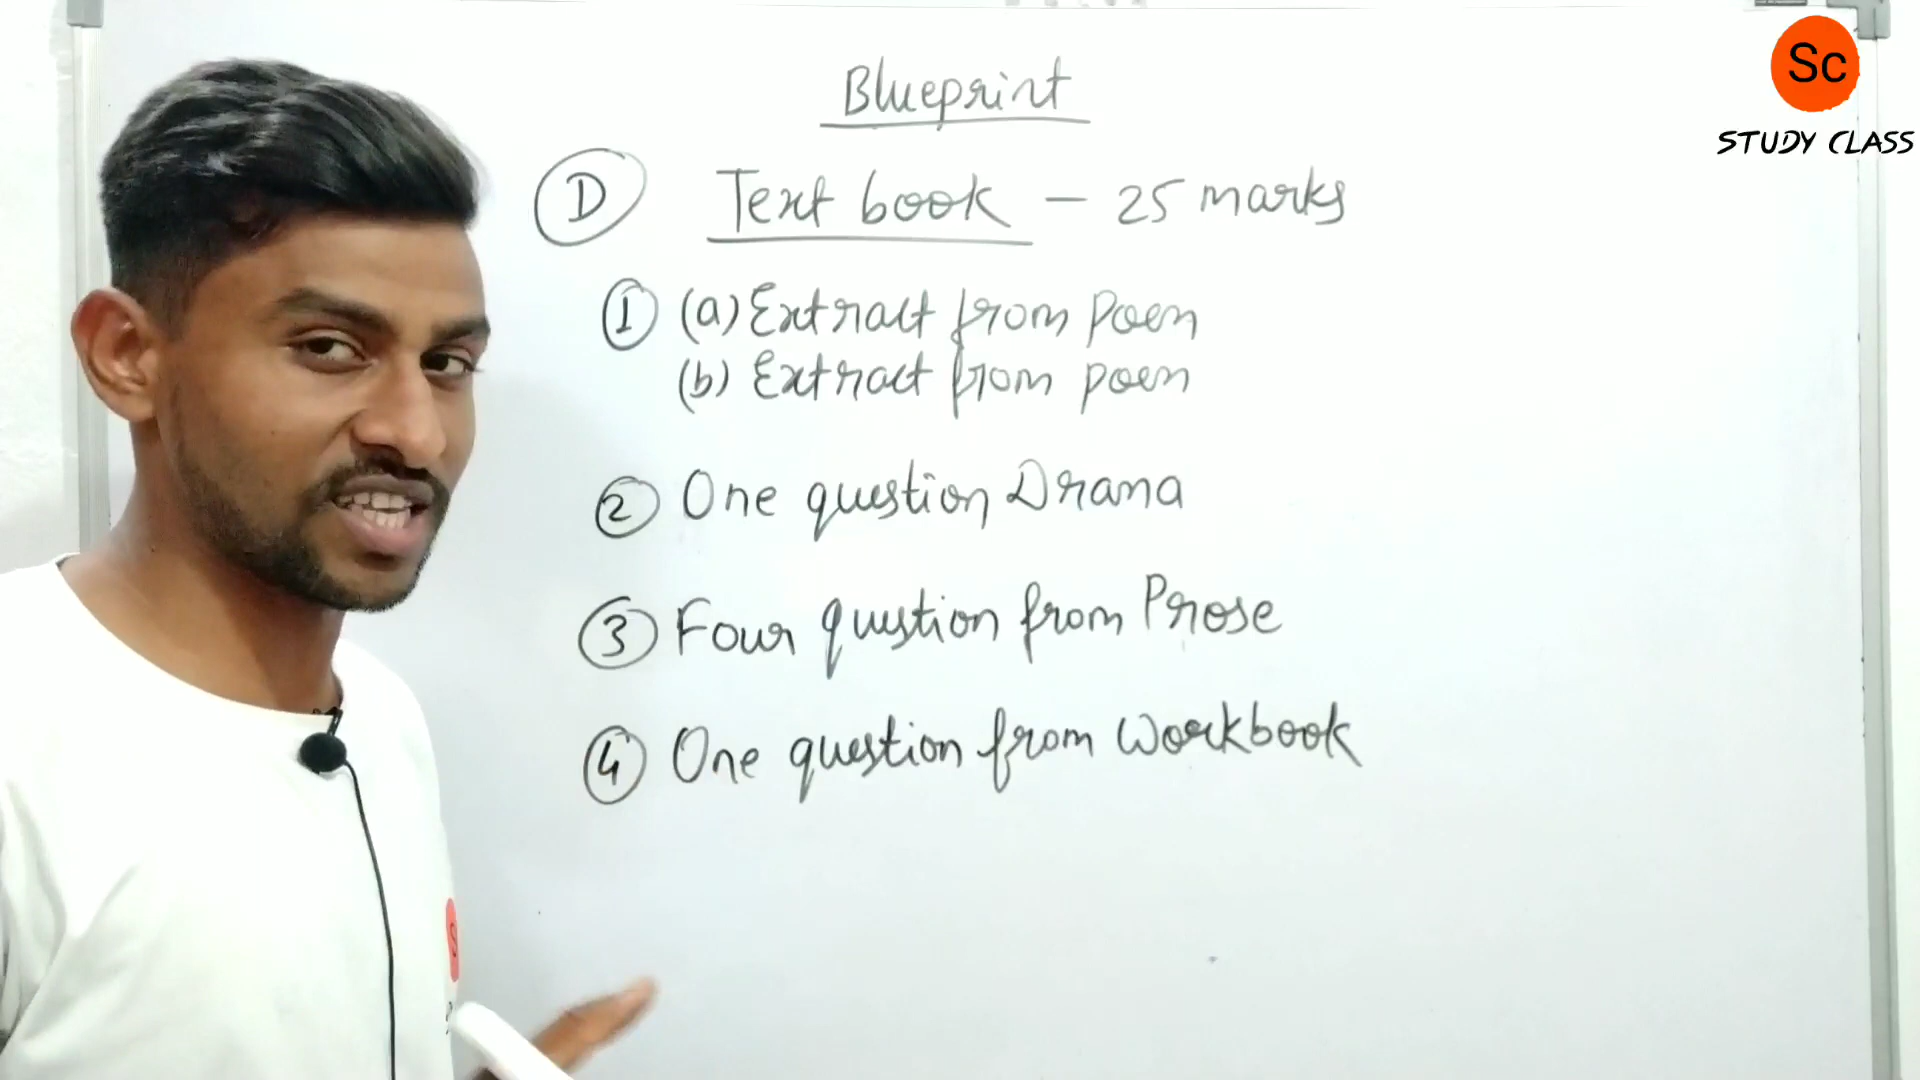 Blueprint
Sc
STUDY CLASS
D Text book - 25 marks
1 (a) Extract from Poem
(b) Extract from poem
2 One question Drama
3 Four question from Prose
4 One question from Workbook
S